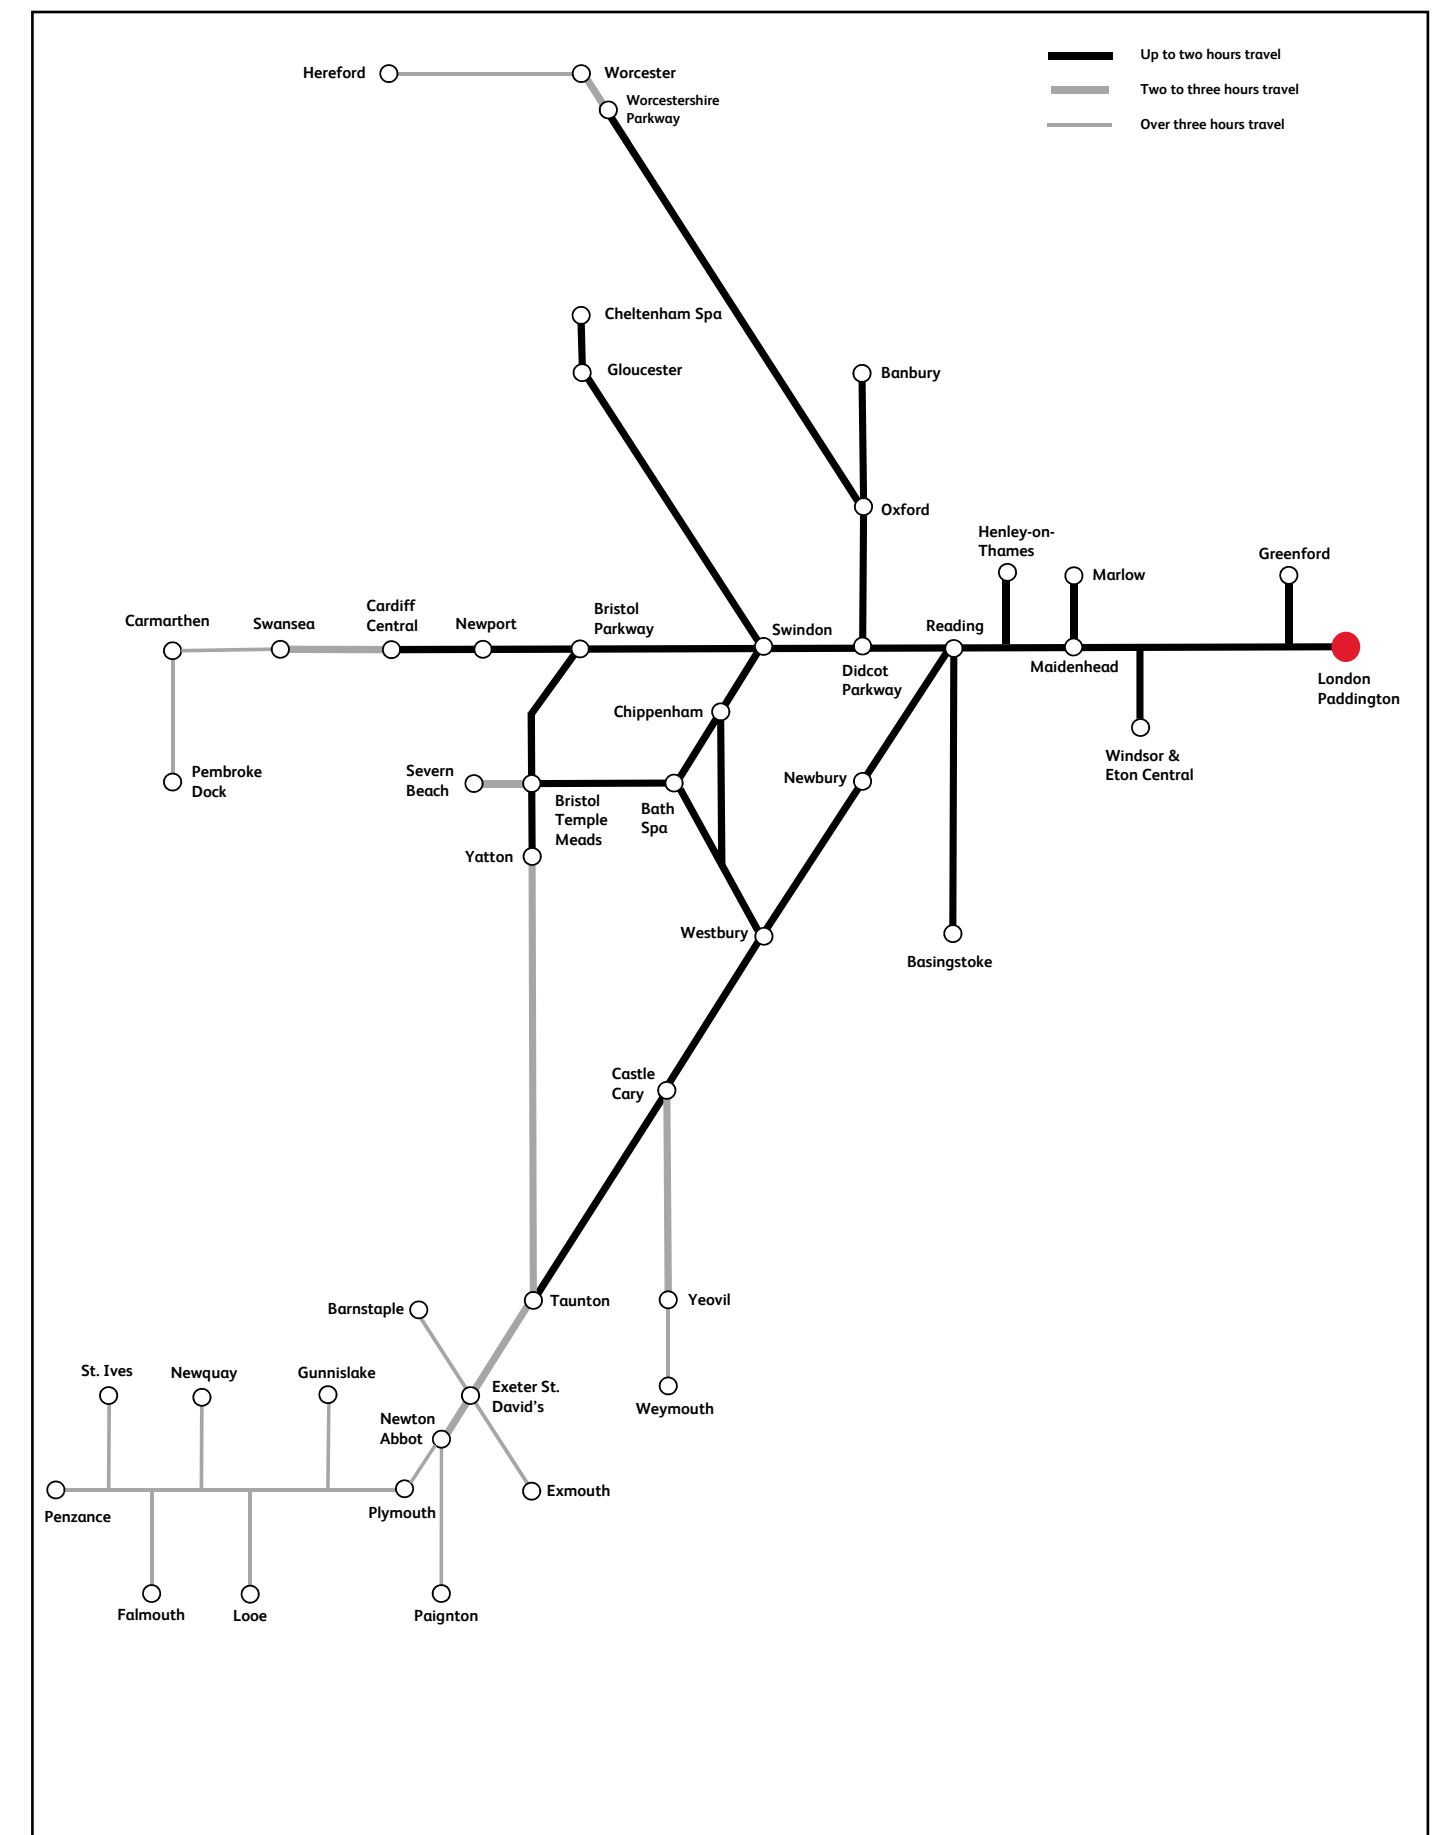 Up to two hours travel
Hereford
Worcester
Two to three hours travel
Worcestershire
Parkway
Over three hours travel
Cheltenham Spa
Gloucester
Banbury
Oxford
Henley-on-
Thames
Greenford
Marlow
Cardiff
Central
Bristol
Parkway
Carmarthen
Swansea
Newport
Swindon
Reading
Didcot
Parkway
Maidenhead
London
Paddington
Chippenham
Windsor &
Eton Central
Pembroke
Dock
Severn
Beach
Newbury
Bristol
Temple
Meads
Bath
Spa
Yatton
Westbury
Basingstoke
Castle
Cary
Barnstaple
Taunton
Yeovil
St. Ives
Newquay
Gunnislake
Exeter St.
David's
Weymouth
Newton
Abbot
Penzance
Plymouth
Exmouth
Falmouth
Looe
Paignton